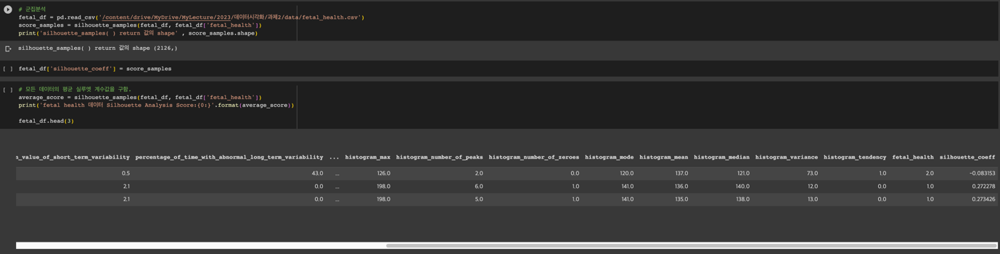 # 군집분석
fetal_df = pd.read_csv('/content/drive/MyDrive/MyLecture/2023/데이터시각화/과제2/data/fetal_health.csv')
score_samples = silhouette_samples(fetal_df, fetal_df['fetal_health'])
print('silhouette_samples( ) return 값의 shape' , score_samples.shape)
silhouette_samples( ) return 값의 shape (2126,)
[ ] fetal_df['silhouette_coeff'] = score_samples
[ ] # 모든 데이터의 평균 실루엣 계수값을 구함.
average_score = silhouette_samples(fetal_df, fetal_df['fetal_health'])
print('fetal health 데이터 Silhouette Analysis Score:{0:}'.format(average_score))
fetal_df.head(3)
n_value_of_short_term_variability percentage_of_time_with_abnormal_long_term_variability ... histogram_max histogram_number_of_peaks histogram_number_of_zeroes histogram_mode histogram_mean histogram_median histogram_variance histogram_tendency fetal_health silhouette_coeff
0.5 43.0 ... 126.0 2.0 0.0 120.0 137.0 121.0 73.0 1.0 2.0 -0.083153
2.1 0.0 ... 198.0 6.0 1.0 141.0 136.0 140.0 12.0 0.0 1.0 0.272278
2.1 0.0 ... 198.0 5.0 1.0 141.0 135.0 138.0 13.0 0.0 1.0 0.273426